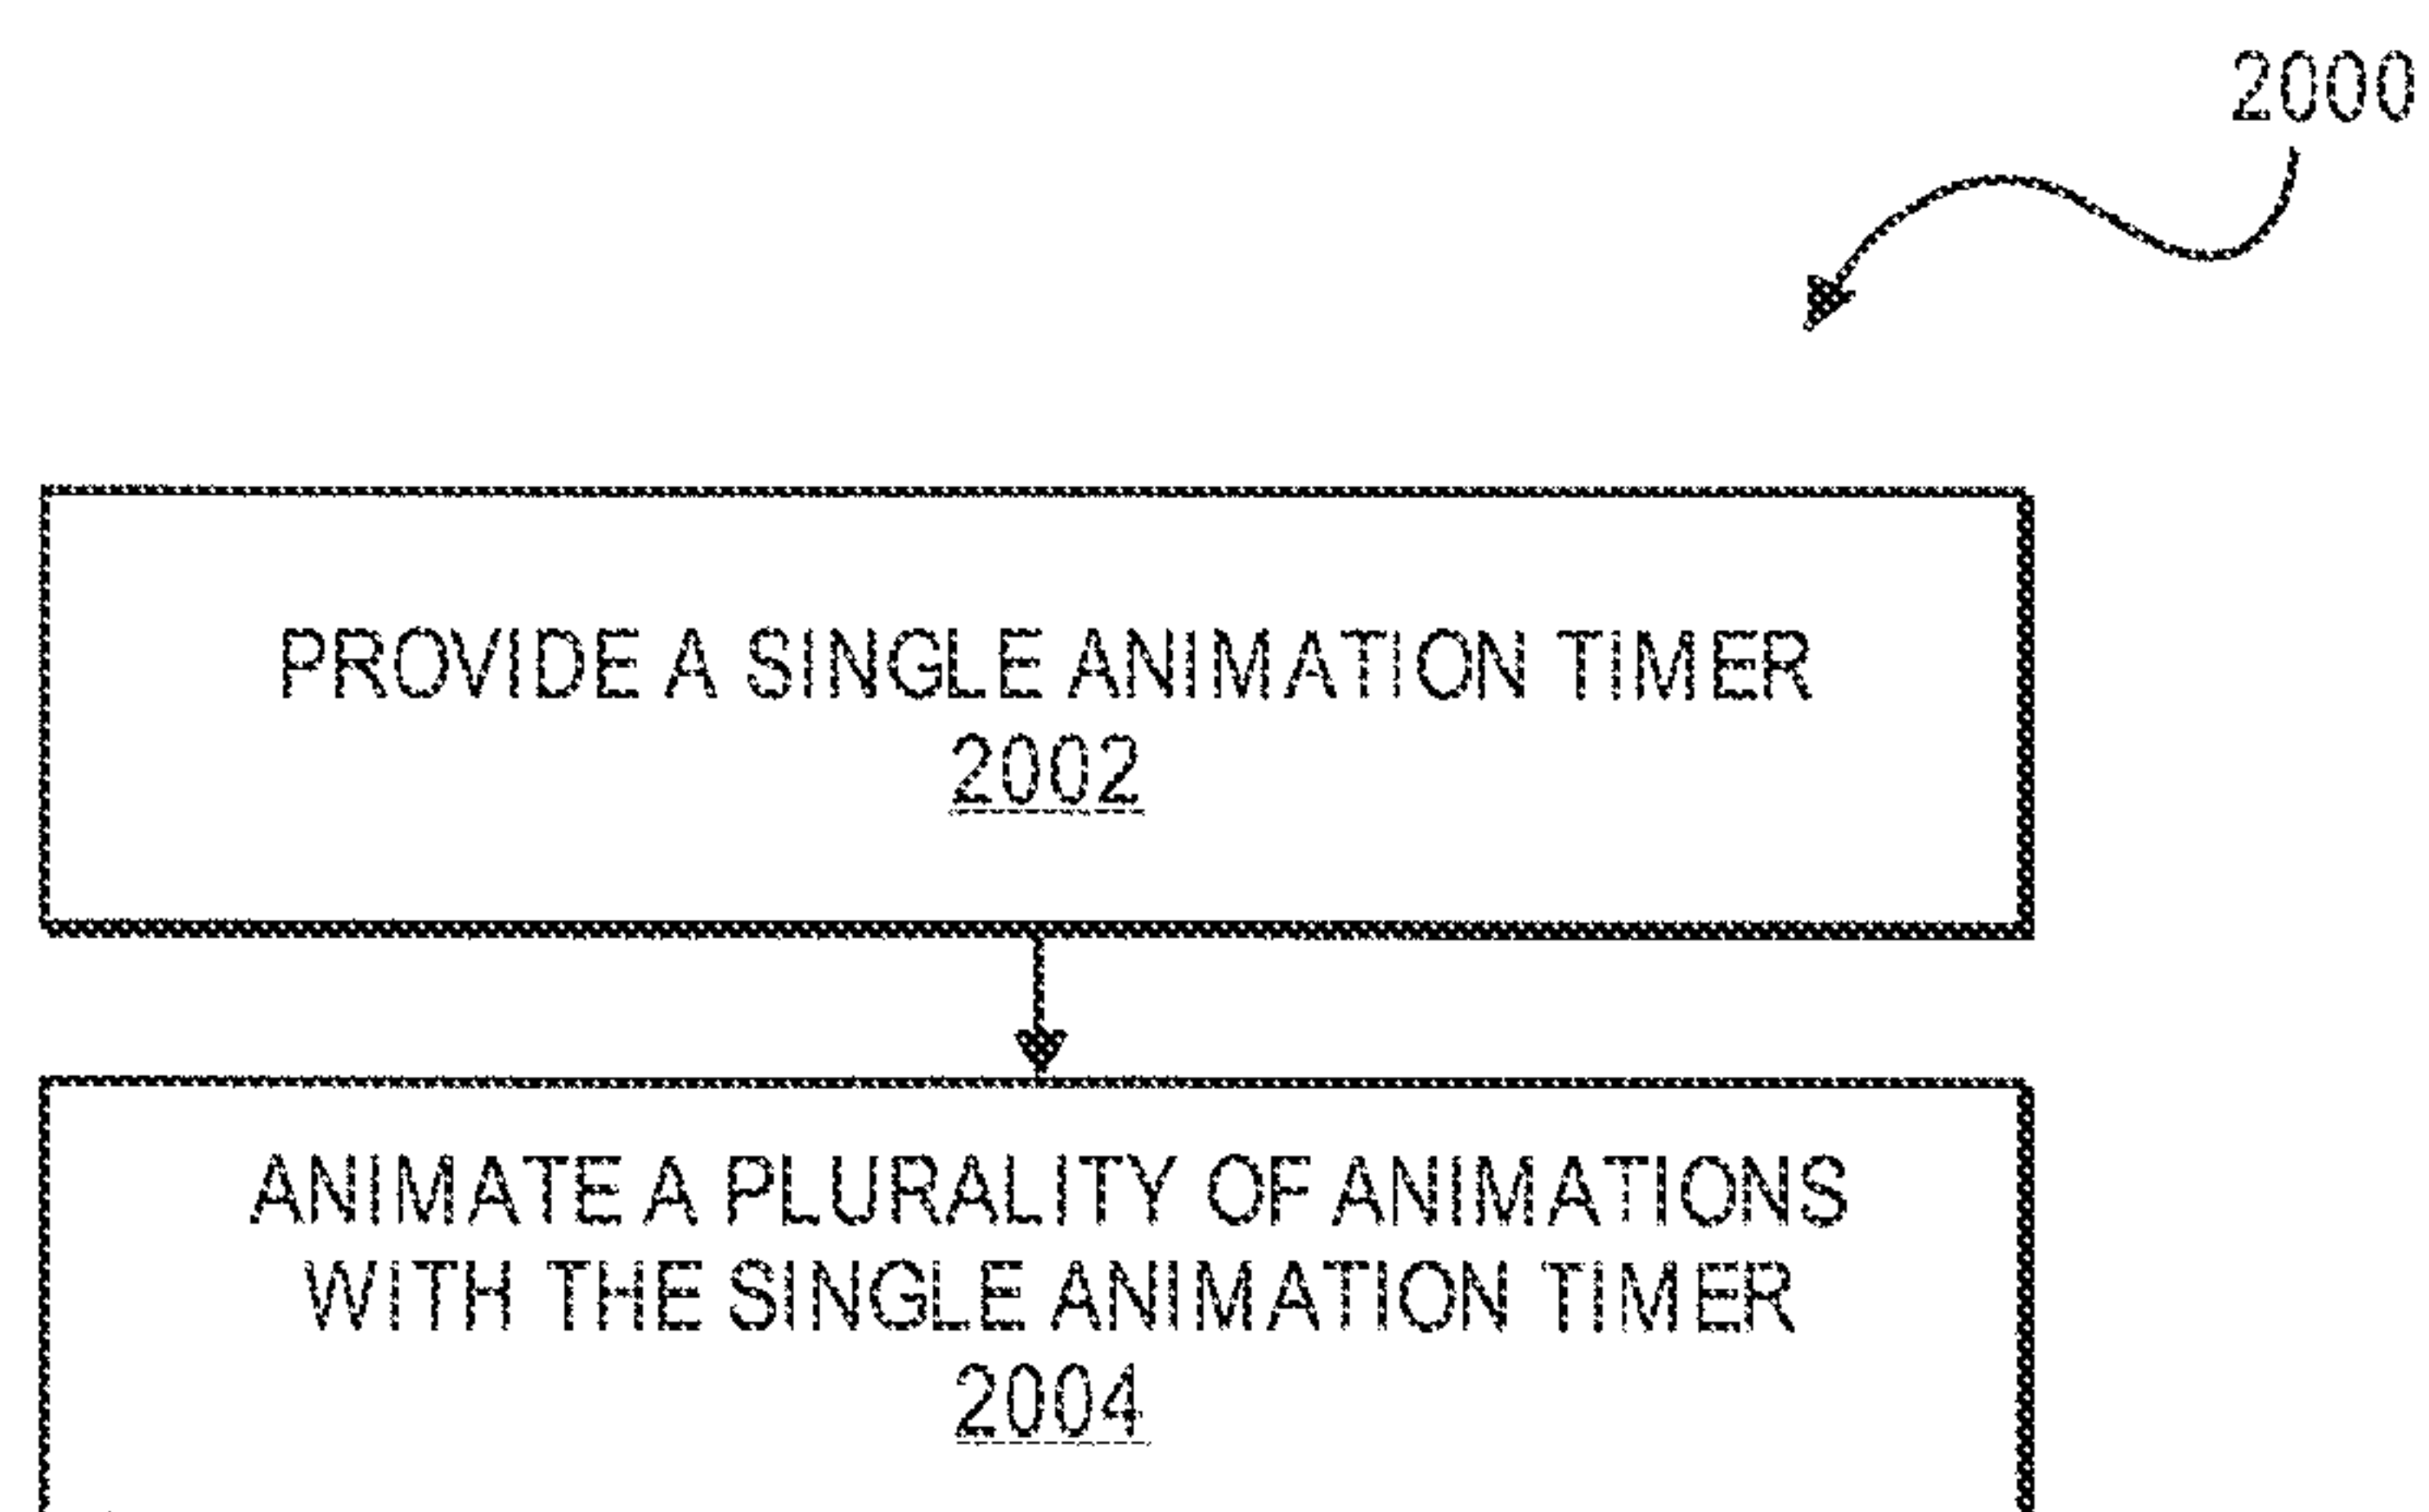 2000
PROVIDE A SINGLE ANIMATION TIMER
2002
ANIMATE A PLURALITY OF ANIMATIONS
WITH THE SINGLE ANIMATION TIMER
2004